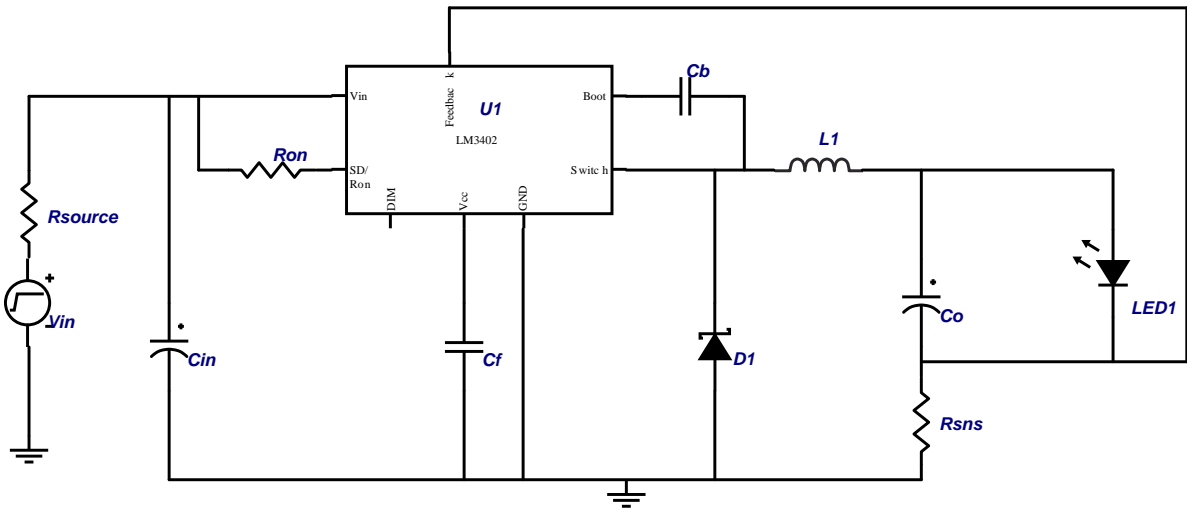 Cb
Vin
Feedbac k
U1
Boot
LM3402
L1
Ron
SD/
Ron
Switc h
DIM
Vcc
GND
Rsource
+
Vin
-
Cin
Cf
D1
Co
LED1
Rsns